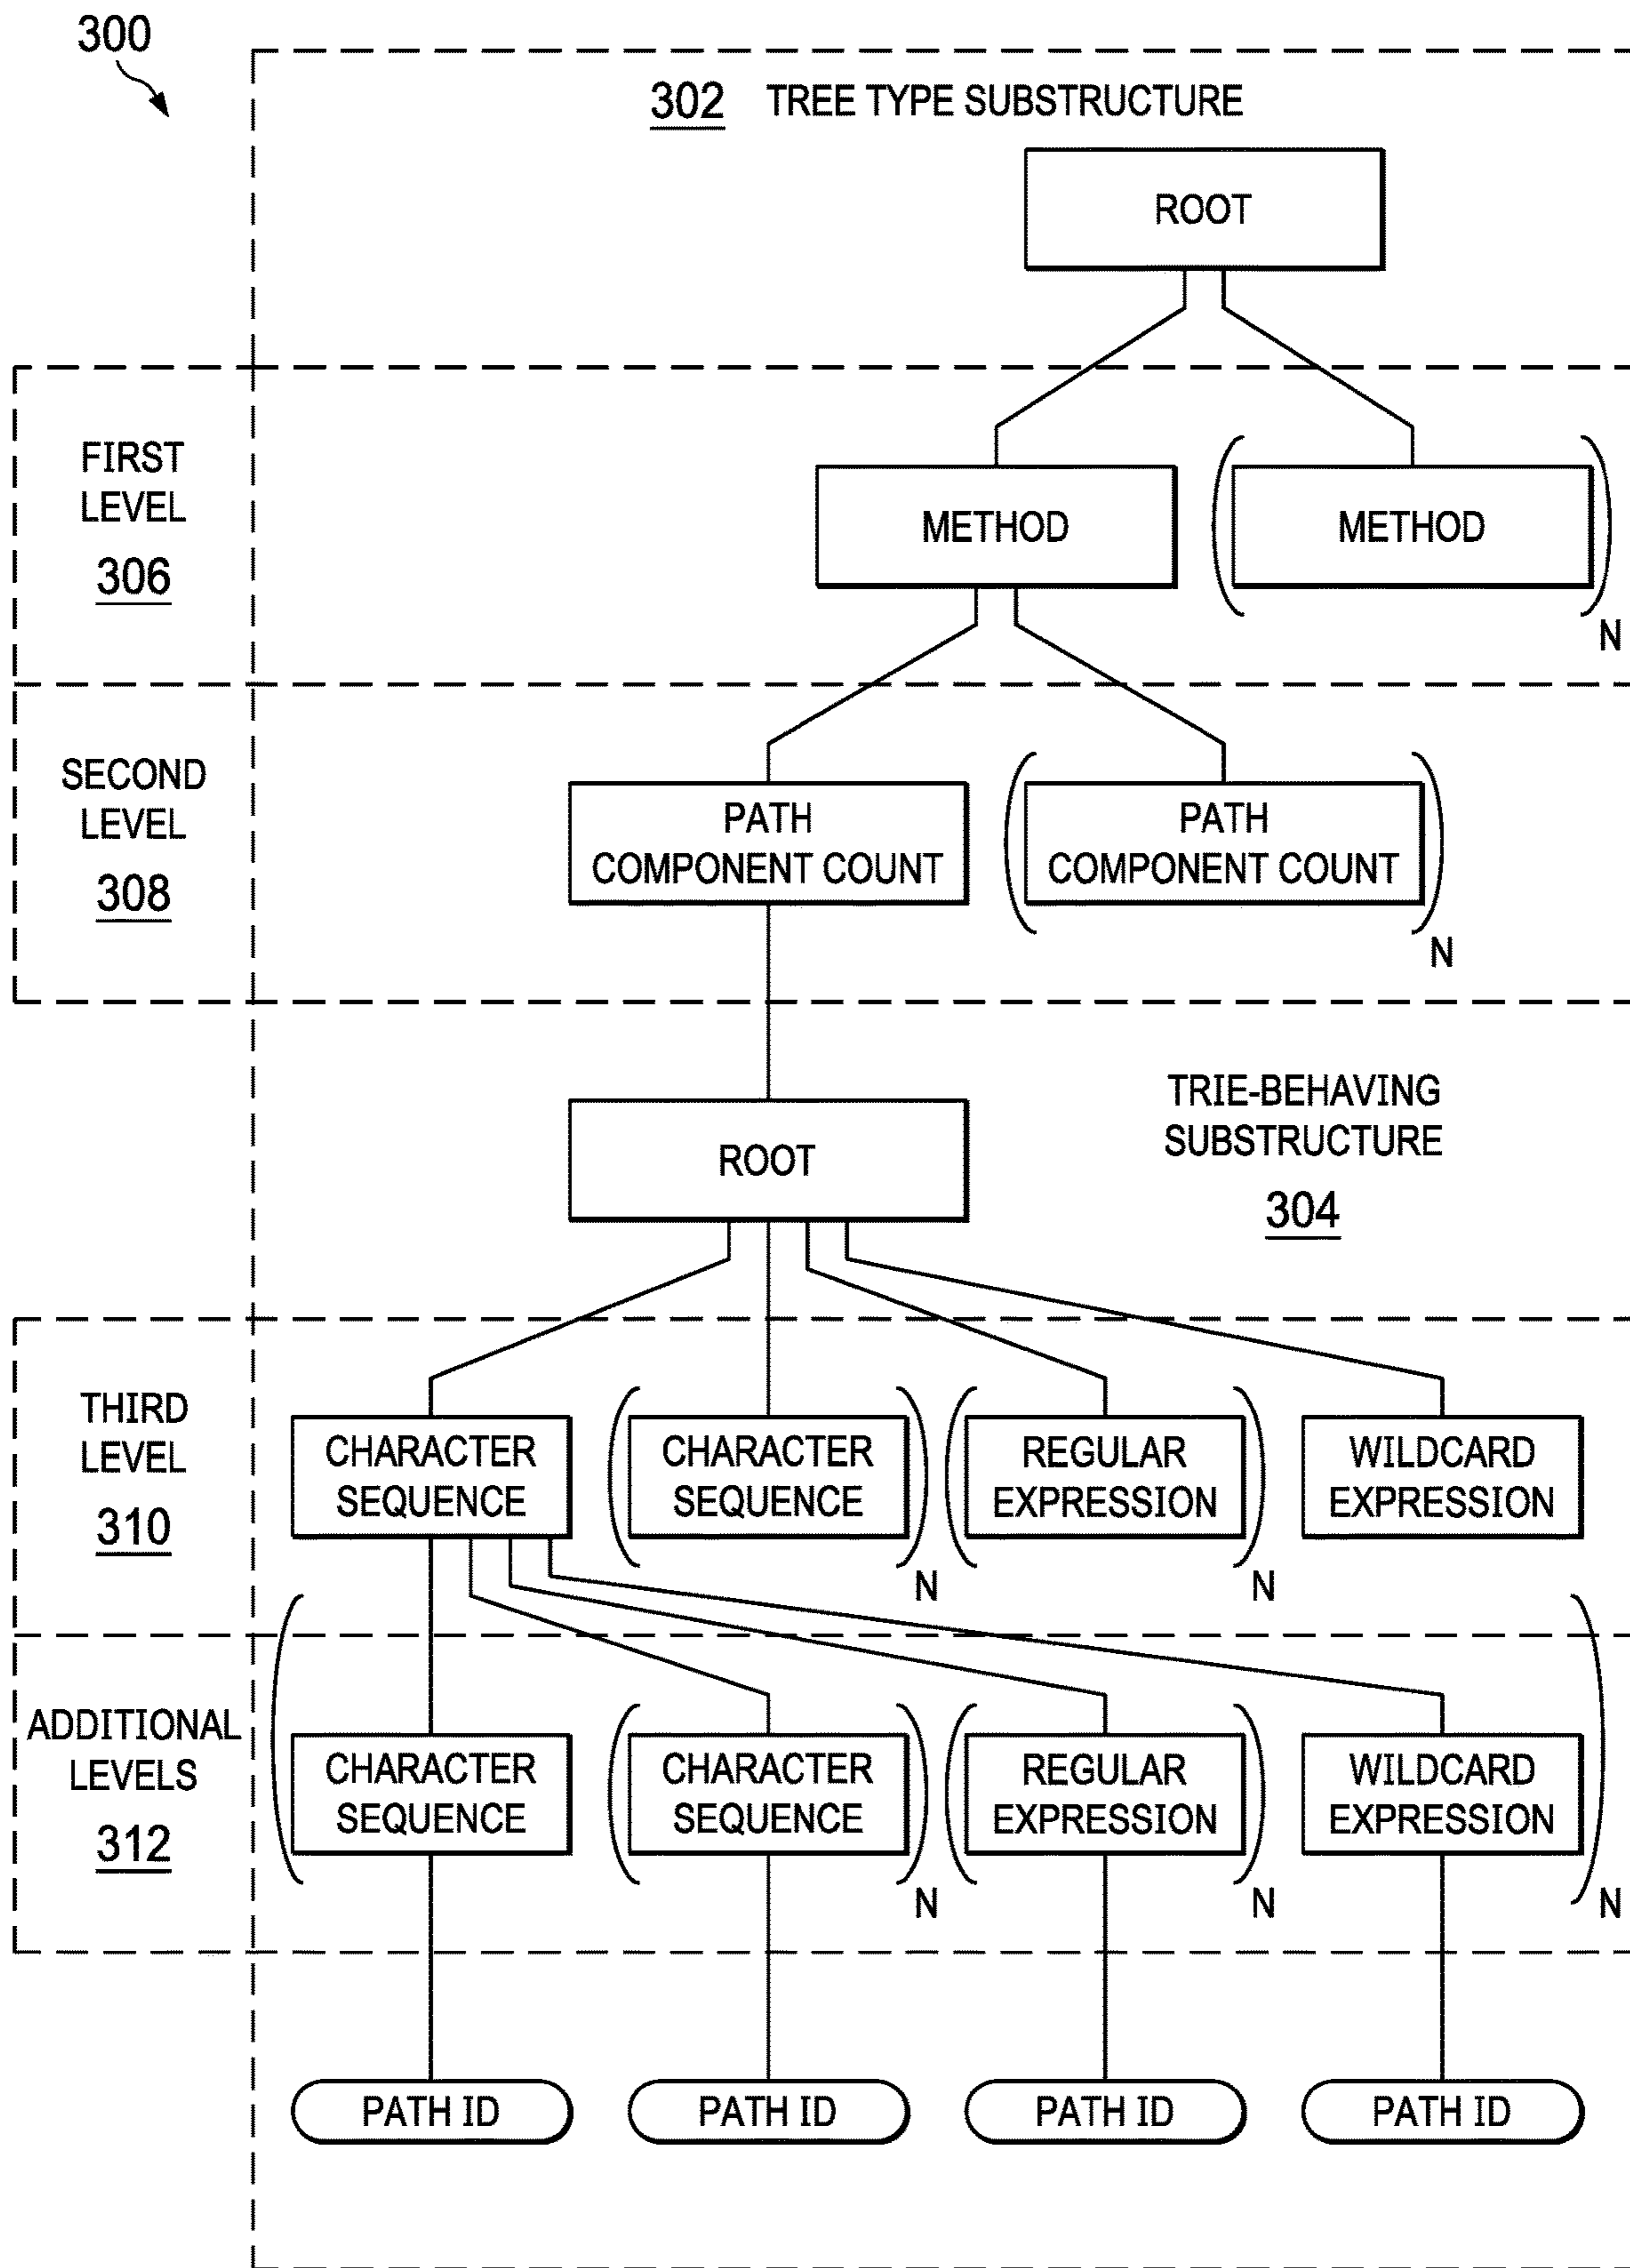 300
302 TREE TYPE SUBSTRUCTURE
ROOT
FIRST
LEVEL
306
METHOD
METHOD
N
SECOND
LEVEL
308
PATH
COMPONENT COUNT
PATH
COMPONENT COUNT
N
TRIE-BEHAVING
SUBSTRUCTURE
304
ROOT
THIRD
LEVEL
310
CHARACTER
SEQUENCE
CHARACTER
SEQUENCE
N
REGULAR
EXPRESSION
N
WILDCARD
EXPRESSION
ADDITIONAL
LEVELS
312
CHARACTER
SEQUENCE
CHARACTER
SEQUENCE
N
REGULAR
EXPRESSION
N
WILDCARD
EXPRESSION
N
PATH ID
PATH ID
PATH ID
PATH ID